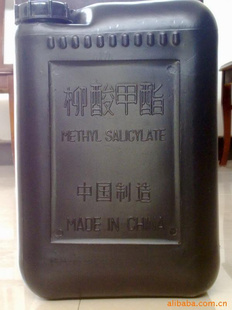 柳酸甲酯
METHYL SALICYLATE
中国制造
MADE IN CHINA
alibaba.com.cn